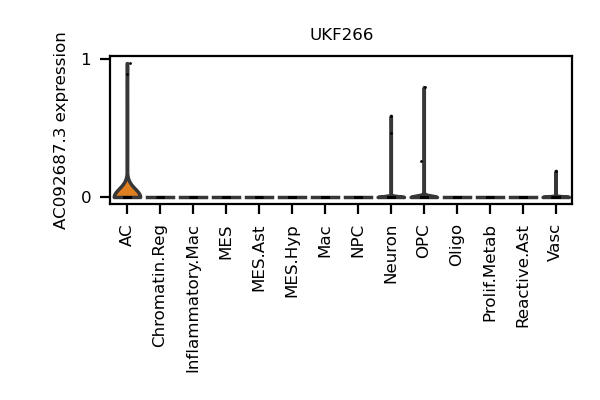 UKF266
AC092687.3 expression
1
0
AC
Chromatin.Reg
Inflammatory.Mac
MES
MES.Ast
MES.Hyp
Mac
NPC
Neuron
OPC
Oligo
Prolif.Metab
Reactive.Ast
Vasc